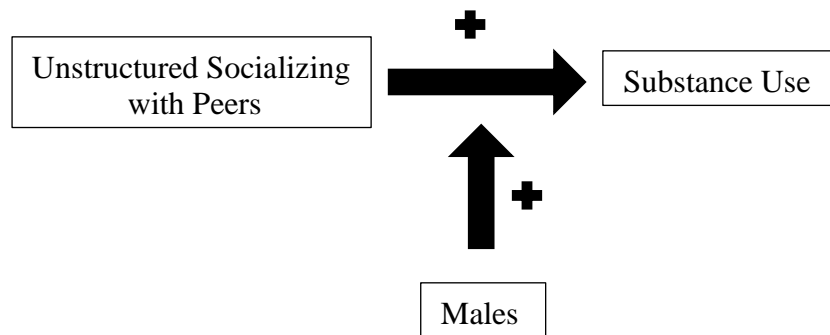 Unstructured Socializing
with Peers
Substance Use
Males